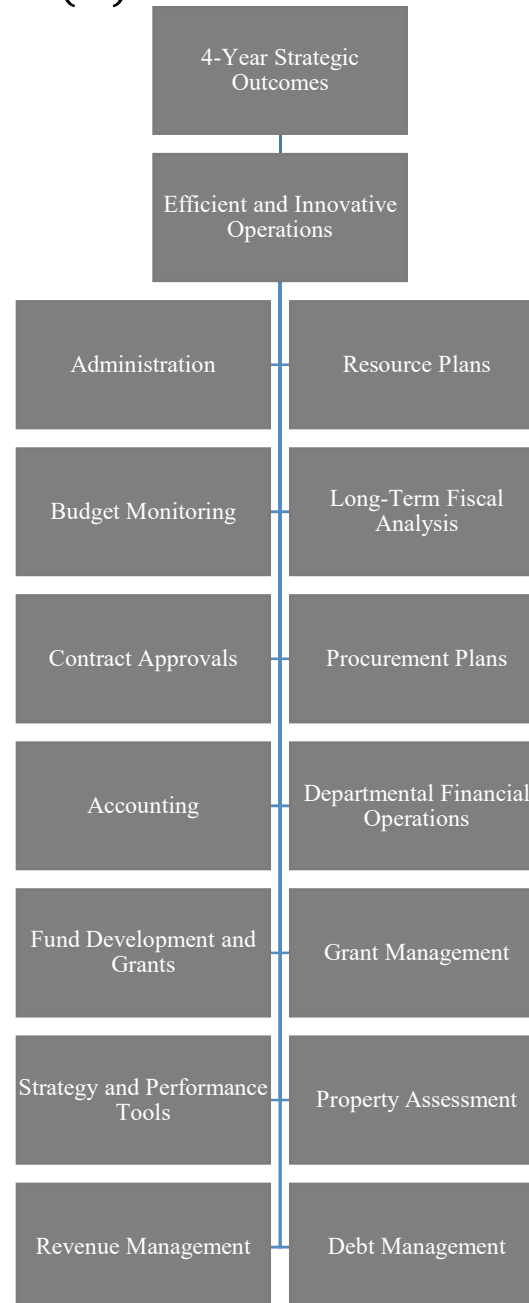 4-Year Strategic
Outcomes
Efficient and Innovative
Operations
Administration
Resource Plans
Budget Monitoring
Long-Term Fiscal
Analysis
Contract Approvals
Procurement Plans
Accounting
Departmental Financial
Operations
Fund Development and
Grants
Grant Management
Strategy and Performance
Tools
Property Assessment
Revenue Management
Debt Management